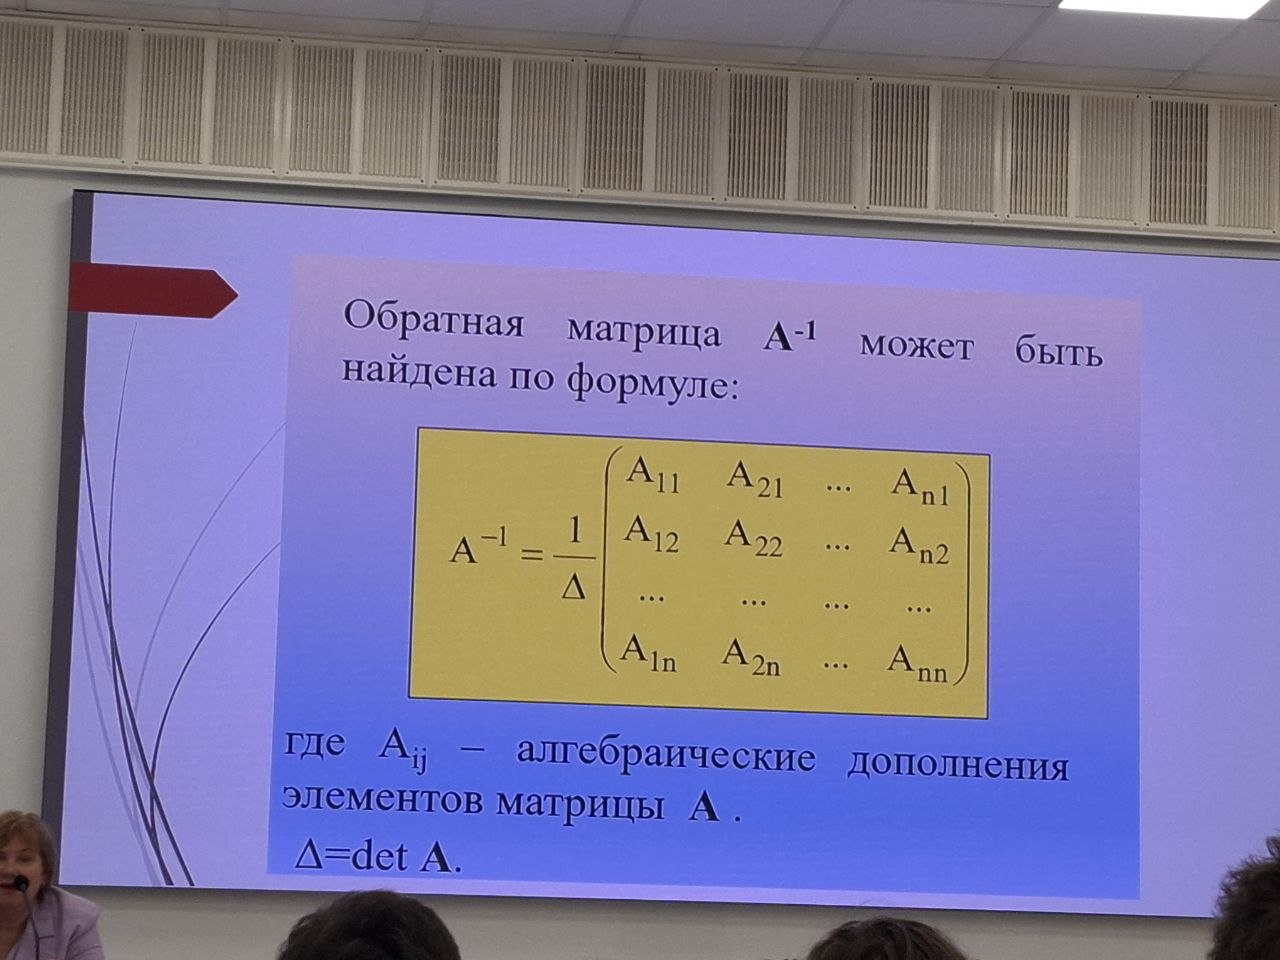 Обратная матрица A⁻¹ может быть
найдена по формуле:
A⁻¹ = 1/Δ
A₁₁ A₂₁ ... Aₙ₁
A₁₂ A₂₂ ... Aₙ₂
... ... ... ...
A₁ₙ A₂ₙ ... Aₙₙ
где Aᵢⱼ – алгебраические дополнения
элементов матрицы A .
Δ=det A.